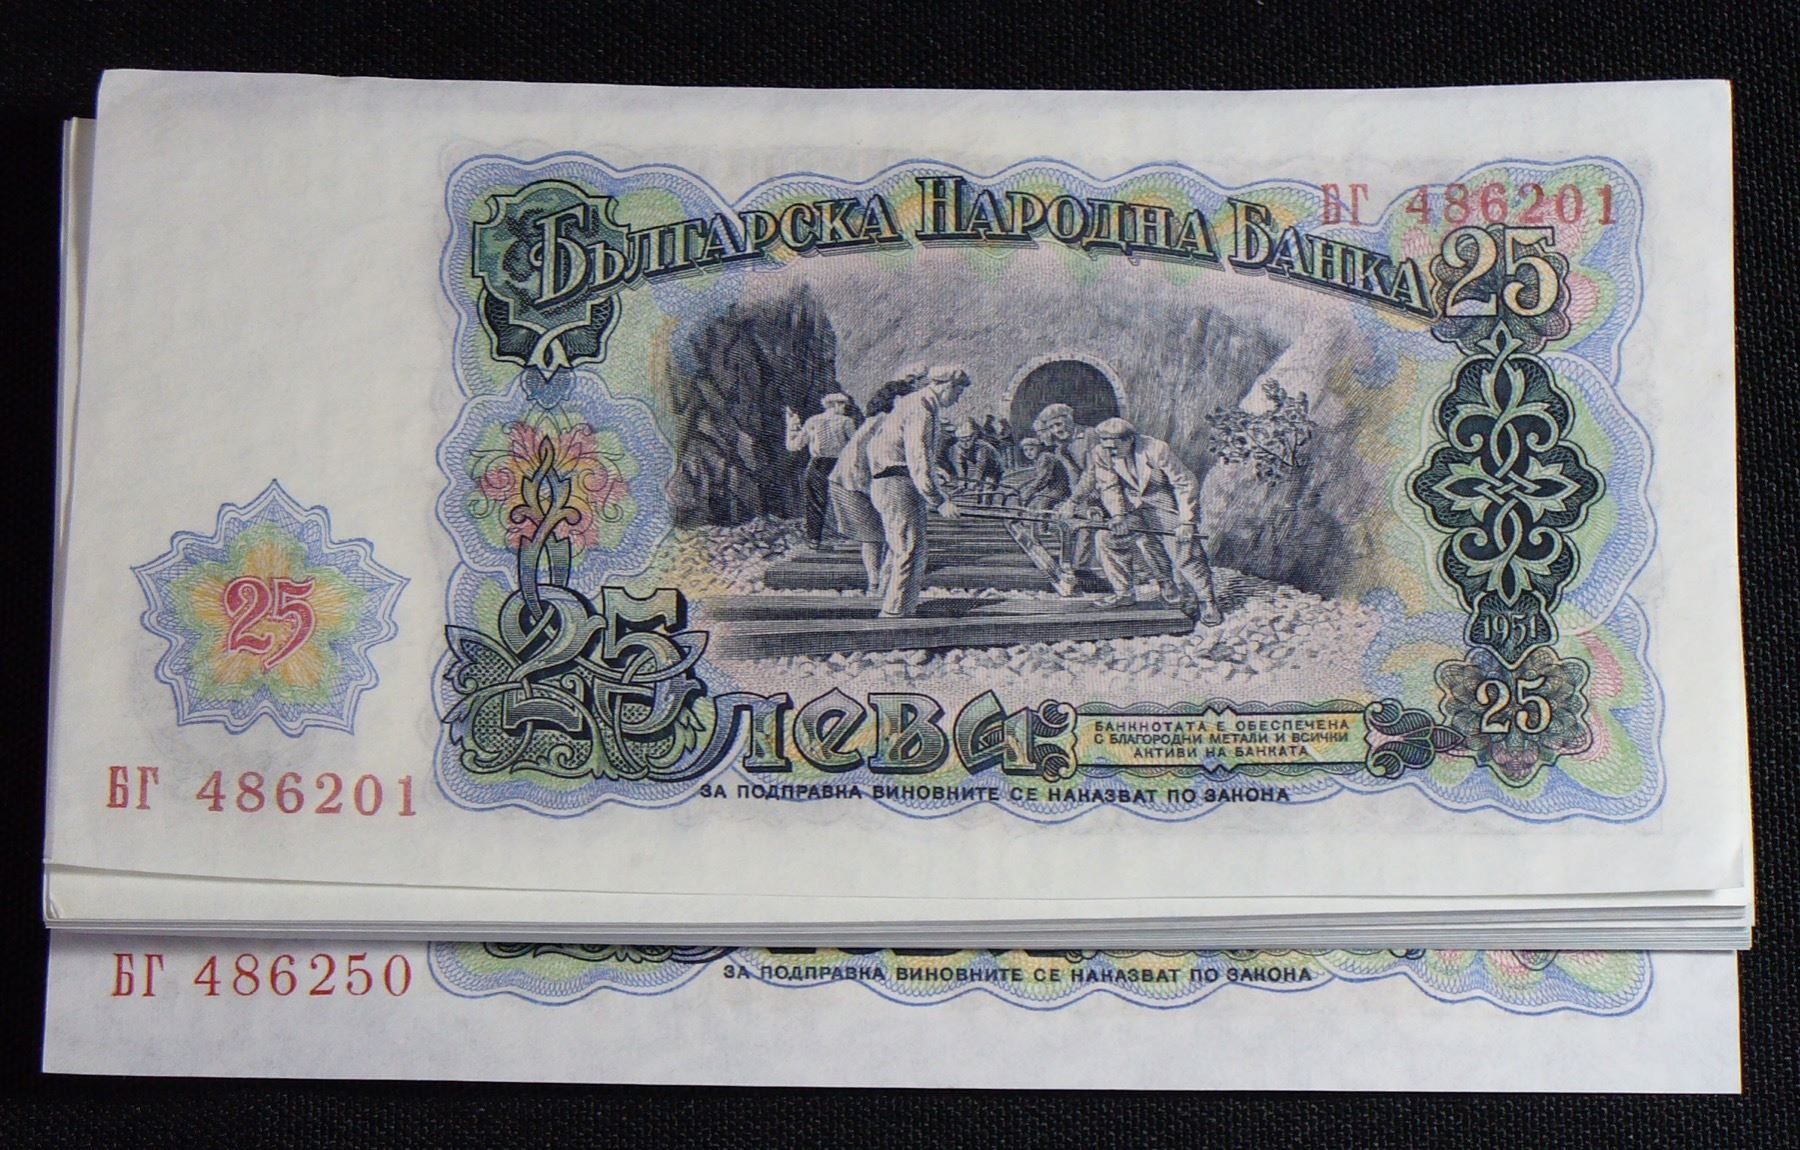 БГ 486201
БЪЛГАРСКА НАРОДНА БАНКА
25
25
1951
25
25 ЛЕВА
БАНКНОТАТА Е ОБЕСПЕЧЕНА
С БЛАГОРОДНИ МЕТАЛИ И ВСИЧКИ
АКТИВИ НА БАНКАТА
ЗА ПОДПРАВКА ВИНОВНИТЕ СЕ НАКАЗВАТ ПО ЗАКОНА
БГ 486201
БГ 486250
ЗА ПОДПРАВКА ВИНОВНИТЕ СЕ НАКАЗВАТ ПО ЗАКОНА